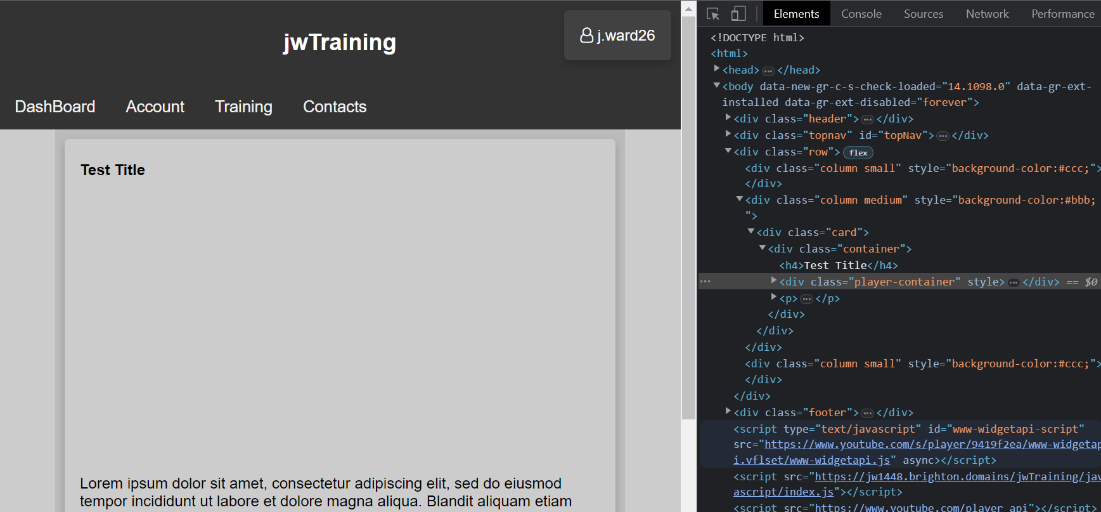 jwTraining
j.ward26
DashBoard Account Training Contacts
Test Title
Lorem ipsum dolor sit amet, consectetur adipiscing elit, sed do eiusmod
tempor incididunt ut labore et dolore magna aliqua. Blandit aliquam etiam
Elements Console Sources Network Performance
<!DOCTYPE html>
<html>
<head> … </head>
<body data-new-gr-c-s-check-loaded="14.1098.0" data-gr-ext-
installed data-gr-ext-disabled="forever">
<div class="header"> … </div>
<div class="topnav" id="topNav"> … </div>
<div class="row"> flex
<div class="column small" style="background-color:#ccc;">
</div>
<div class="column medium" style="background-color:#bbb;
">
<div class="card">
<div class="container">
<h4>Test Title</h4>
… <div class="player-container" style> … </div> == $0
<p> … </p>
</div>
</div>
</div>
<div class="column small" style="background-color:#ccc;">
</div>
</div>
<div class="footer"> … </div>
<script type="text/javascript" id="www-widgetapi-script"
src="https://www.youtube.com/s/player/9419f2ea/www-widgetap
i.vflset/www-widgetapi.js" async></script>
<script src="https://jw1448.brighton.domains/jwTraining/jav
ascript/index.js"></script>
<script src="https://www.youtube.com/player_api"></script>